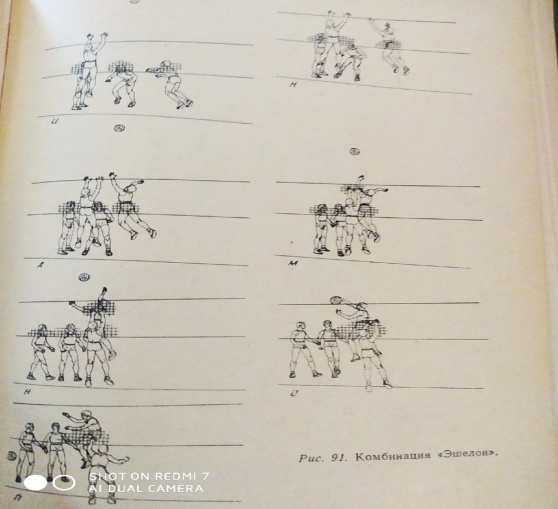 И
К
Л
М
Н
О
П
Рис. 91. Комбинация «Эшелон».
SHOT ON REDMI 7
AI DUAL CAMERA